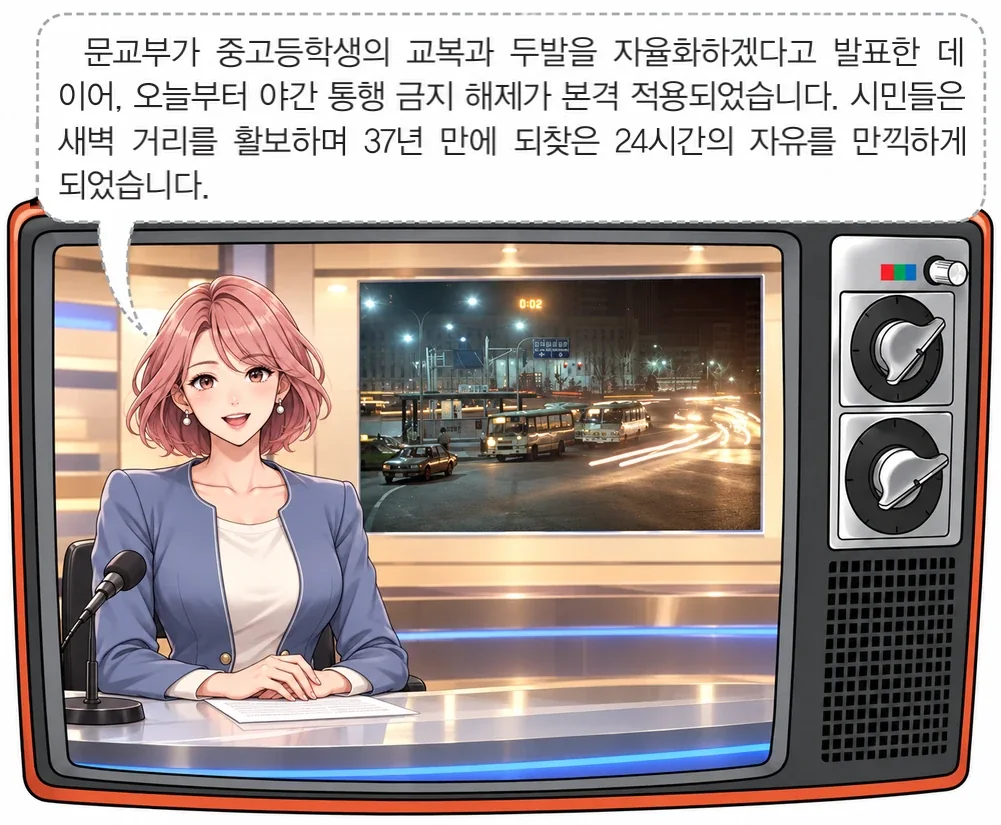 문교부가 중고등학생의 교복과 두발을 자율화하겠다고 발표한 데
이어, 오늘부터 야간 통행 금지 해제가 본격 적용되었습니다. 시민들은
새벽 거리를 활보하며 37년 만에 되찾은 24시간의 자유를 만끽하게
되었습니다.
0:02